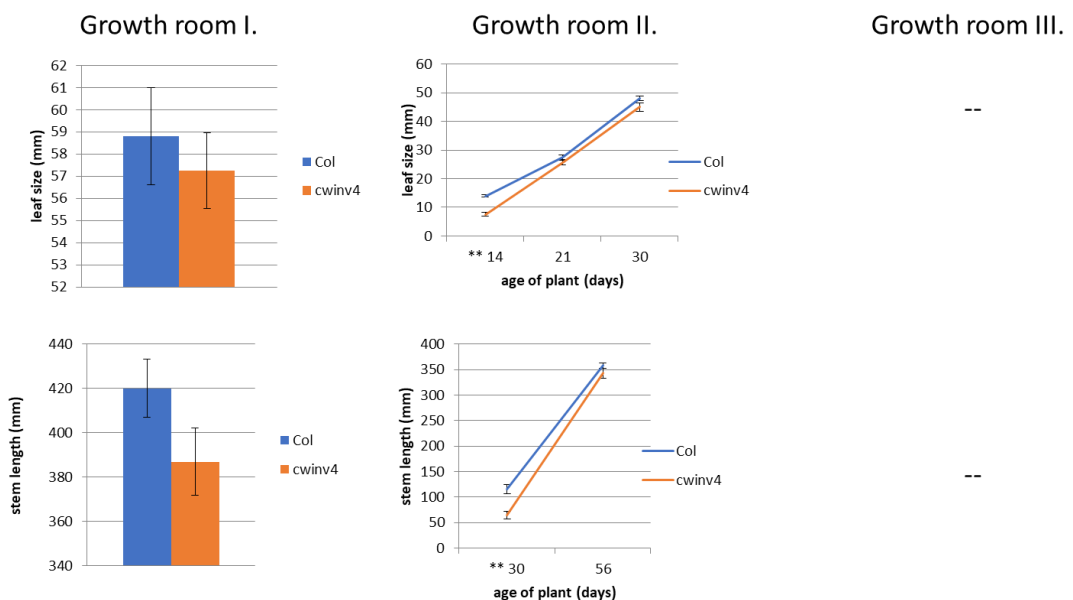 Growth room I.
Growth room II.
Growth room III.
62
61
60
59
58
57
56
55
54
53
52
leaf size (mm)
Col
cwinv4
60
50
40
30
20
10
0
leaf size (mm)
** 14 21 30
age of plant (days)
Col
cwinv4
--
440
420
400
380
360
340
stem length (mm)
Col
cwinv4
400
350
300
250
200
150
100
50
0
stem length (mm)
** 30 56
age of plant (days)
Col
cwinv4
--